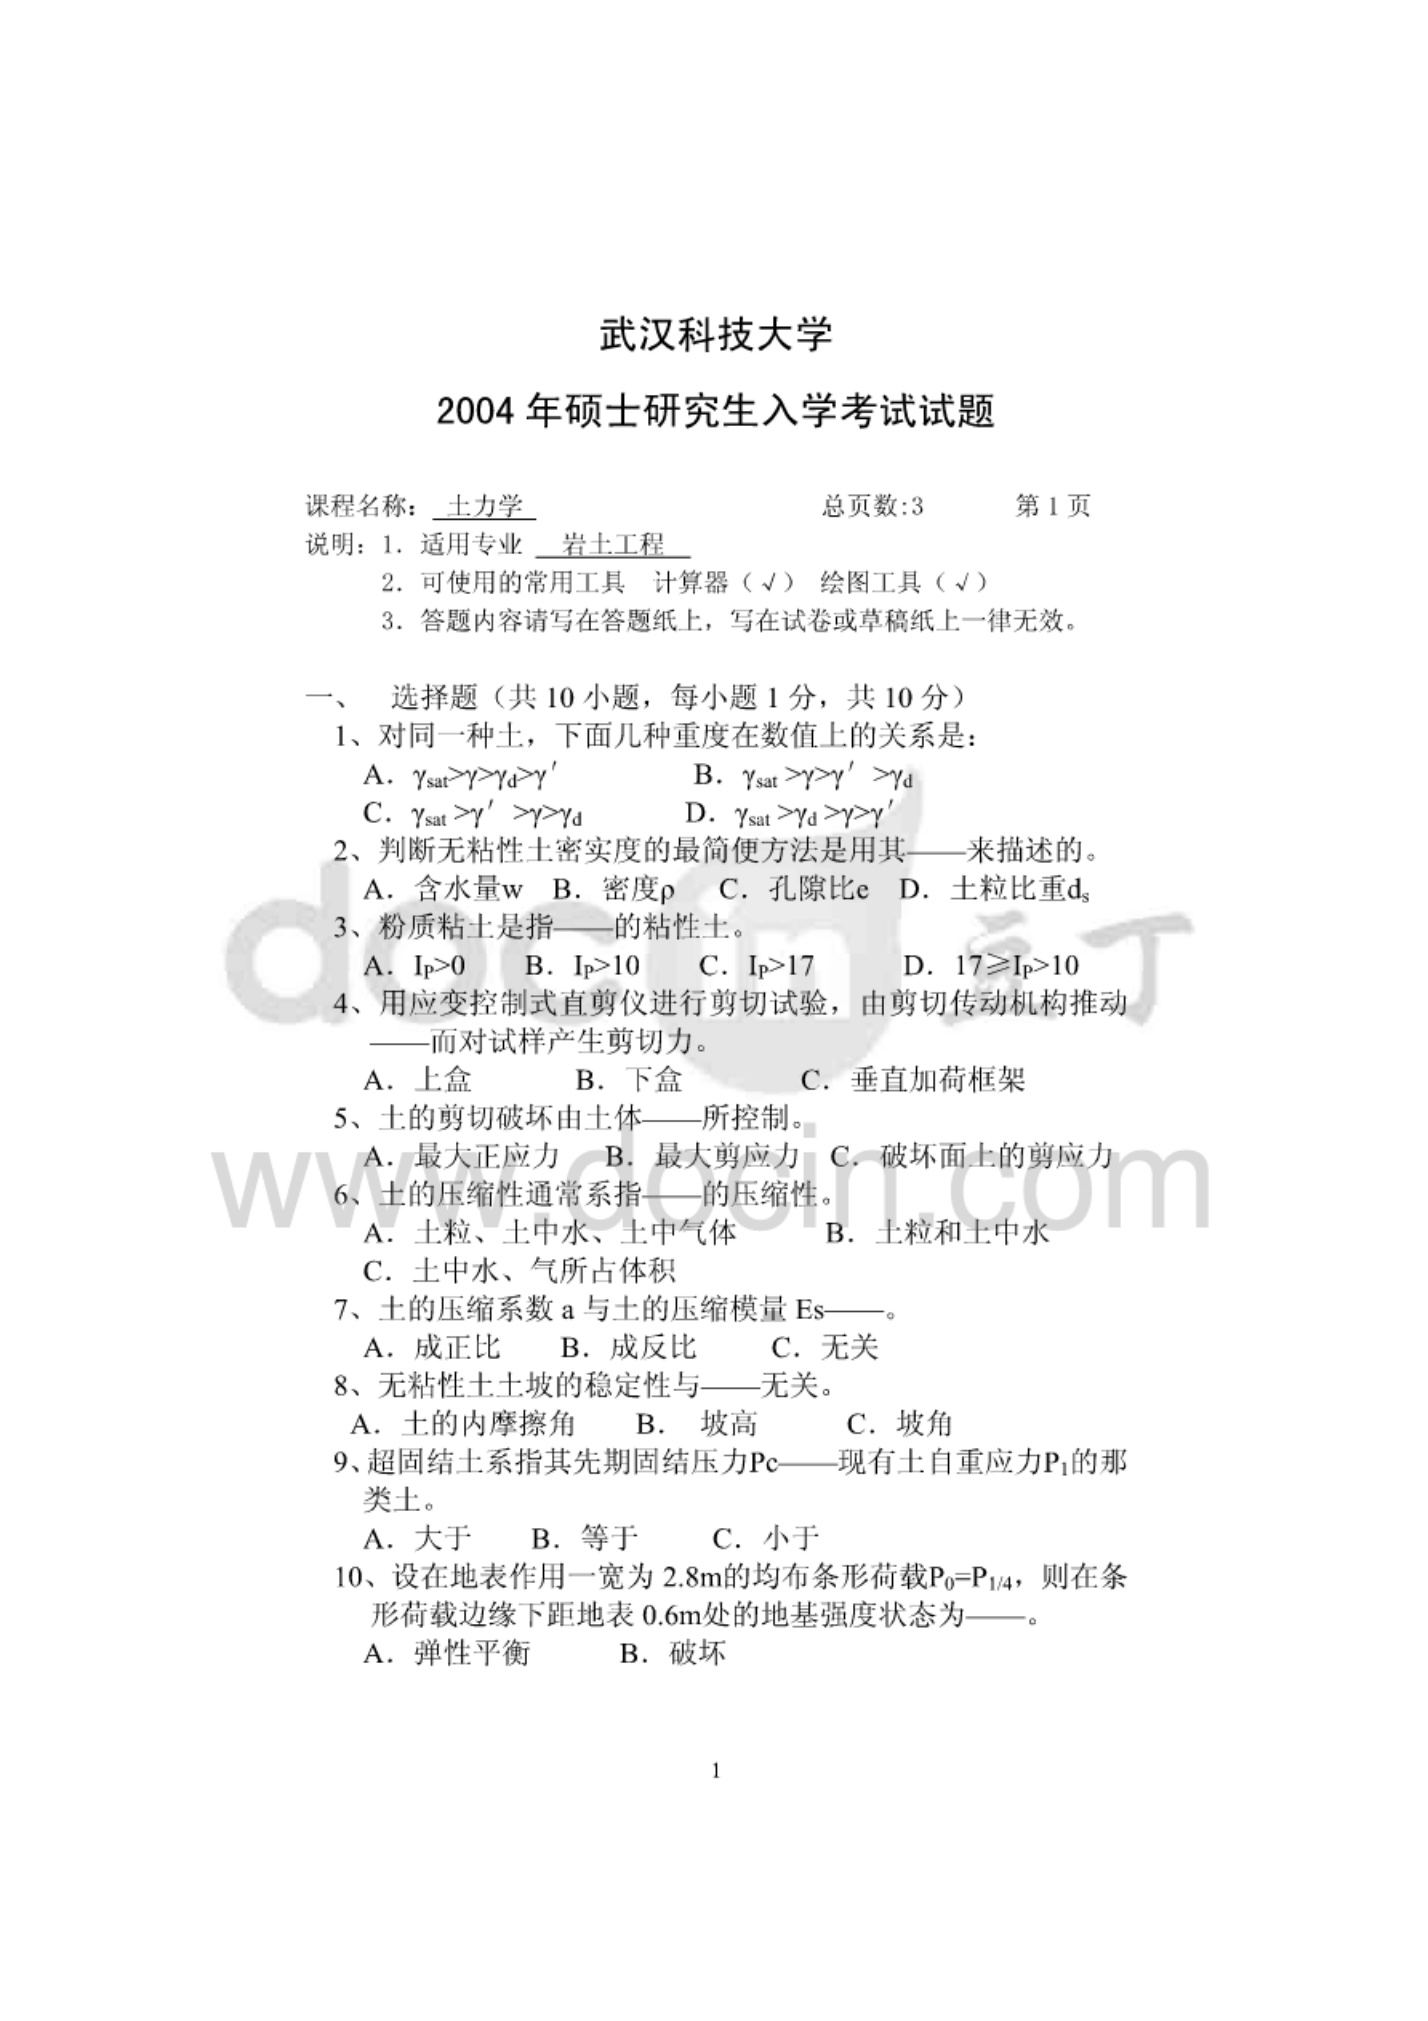 武汉科技大学
2004 年硕士研究生入学考试试题
课程名称: 土力学 总页数:3 第 1 页
说明: 1. 适用专业 岩土工程
2. 可使用的常用工具 计算器（√） 绘图工具（√）
3. 答题内容请写在答题纸上，写在试卷或草稿纸上一律无效。
一、 选择题（共 10 小题，每小题 1 分，共 10 分）
1、对同一种土，下面几种重度在数值上的关系是：
A．γsat>γ>γd>γ′ B．γsat >γ>γ′ >γd
C．γsat >γ′ >γ>γd D．γsat >γd >γ>γ′
2、判断无粘性土密实度的最简便方法是用其——来描述的。
A．含水量w B．密度ρ C．孔隙比e D．土粒比重ds
3、粉质粘土是指——的粘性土。
A．IP>0 B．IP>10 C．IP>17 D．17≥IP>10
4、用应变控制式直剪仪进行剪切试验，由剪切传动机构推动
——而对试样产生剪切力。
A．上盒 B．下盒 C．垂直加荷框架
5、土的剪切破坏由土体——所控制。
A．最大正应力 B．最大剪应力 C．破坏面上的剪应力
6、土的压缩性通常系指——的压缩性。
A．土粒、土中水、土中气体 B．土粒和土中水
C．土中水、气所占体积
7、土的压缩系数 a 与土的压缩模量 Es——。
A．成正比 B．成反比 C．无关
8、无粘性土土坡的稳定性与——无关。
A．土的内摩擦角 B． 坡高 C．坡角
9、超固结土系指其先期固结压力Pc——现有土自重应力P1的那
类土。
A．大于 B．等于 C．小于
10、设在地表作用一宽为 2.8m的均布条形荷载P0=P1/4，则在条
形荷载边缘下距地表 0.6m处的地基强度状态为——。
A．弹性平衡 B．破坏
1
docin 豆丁
www.docin.com